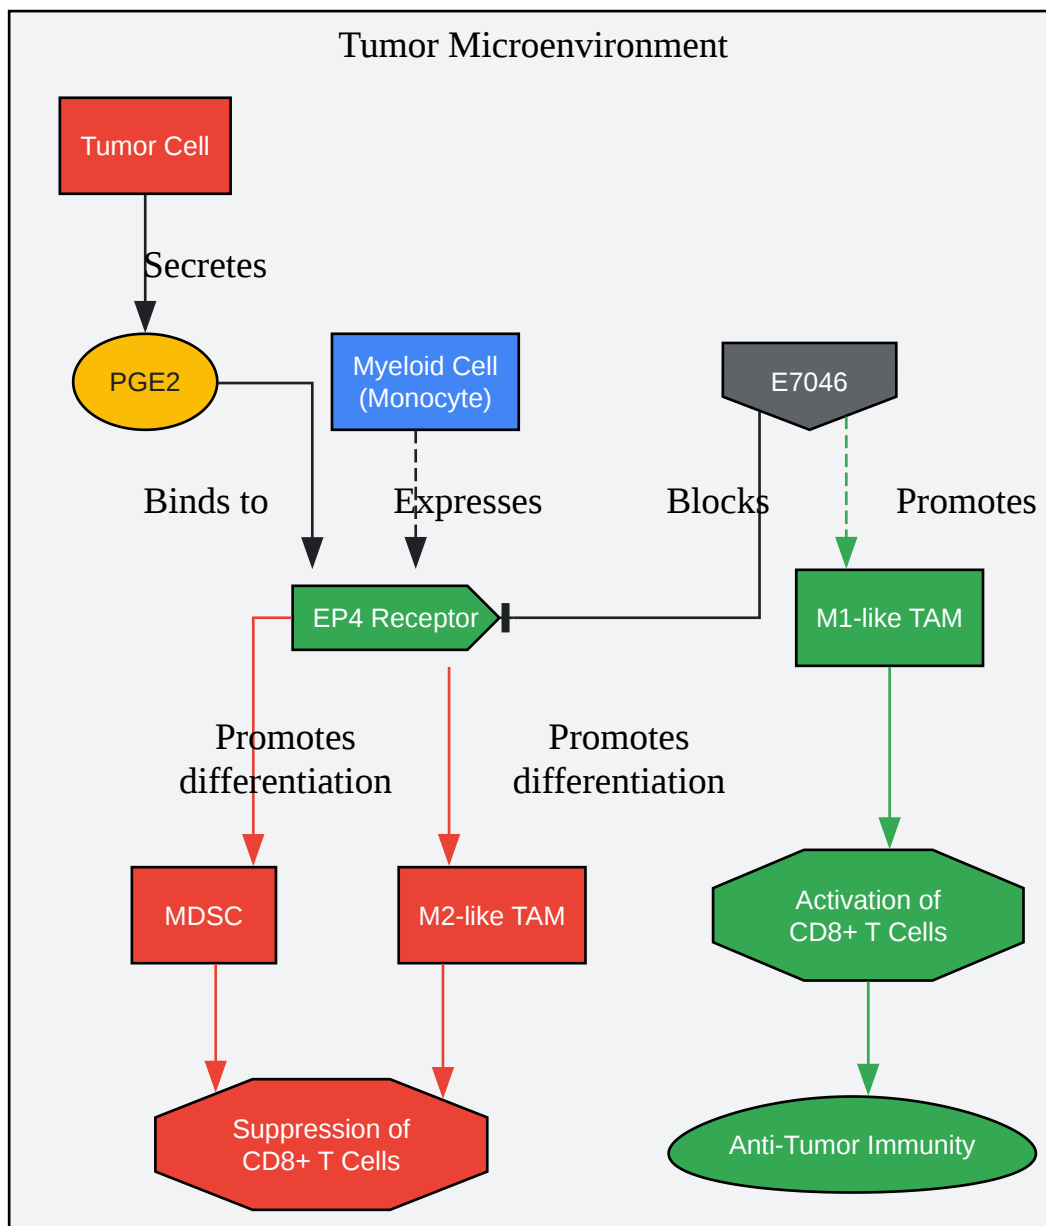 Tumor Microenvironment
Tumor Cell
Secretes
PGE2
Myeloid Cell
(Monocyte)
E7046
Binds to
Expresses
Blocks
Promotes
EP4 Receptor
M1-like TAM
Promotes
differentiation
Promotes
differentiation
MDSC
M2-like TAM
Activation of
CD8+ T Cells
Suppression of
CD8+ T Cells
Anti-Tumor Immunity